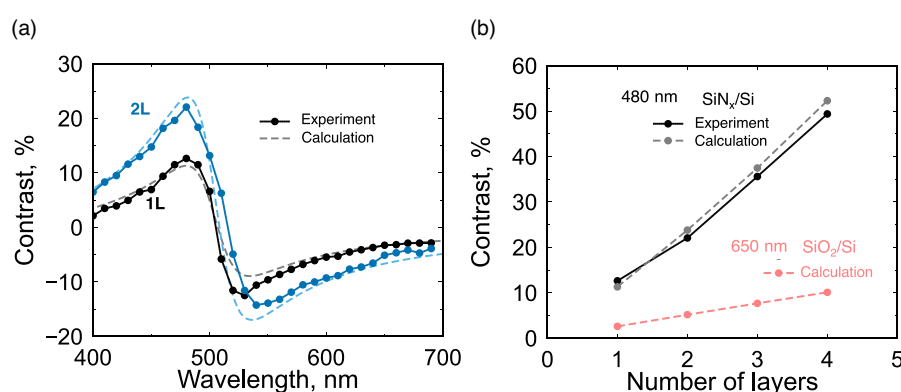 (a)
30
20
10
0
−10
−20
Contrast, %
2L
1L
Experiment
Calculation
400
500
600
700
Wavelength, nm
(b)
60
50
40
30
20
10
0
Contrast, %
480 nm SiNₓ/Si
Experiment
Calculation
650 nm SiO₂/Si
Calculation
0
1
2
3
4
5
Number of layers